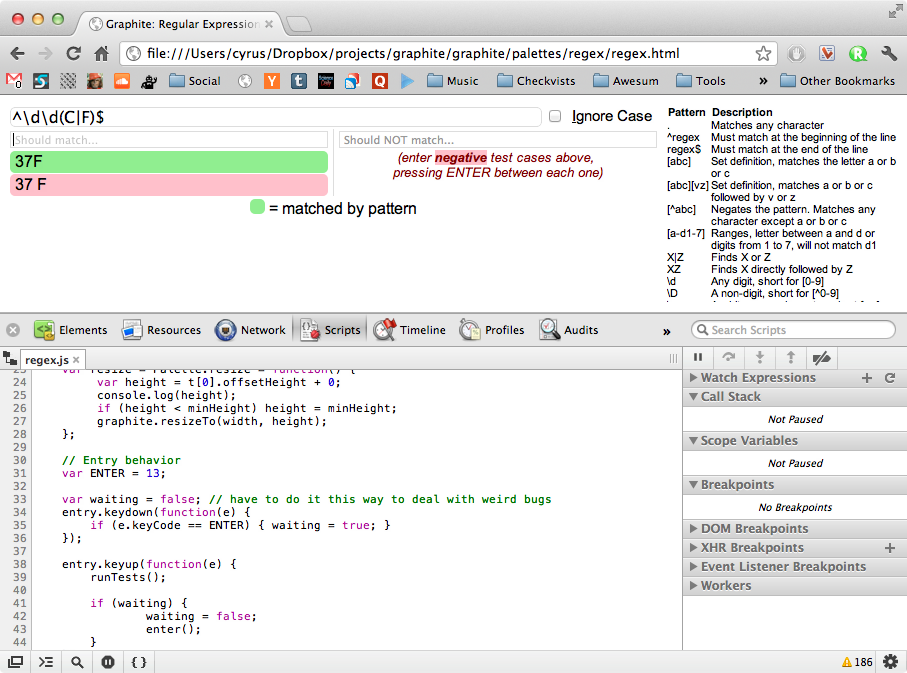 Graphite: Regular Expression
file:///Users/cyrus/Dropbox/projects/graphite/graphite/palettes/regex/regex.html
Social
Music
Checkvists
Awesum
Tools
»
Other Bookmarks
^\d\d(C|F)$
Ignore Case
Should match...
Should NOT match...
37F
37 F
(enter negative test cases above,
pressing ENTER between each one)
= matched by pattern
Pattern Description
. Matches any character
^regex Must match at the beginning of the line
regex$ Must match at the end of the line
[abc] Set definition, matches the letter a or b
or c
[abc][vz] Set definition, matches a or b or c
followed by v or z
[^abc] Negates the pattern. Matches any
character except a or b or c
[a-d1-7] Ranges, letter between a and d or
digits from 1 to 7, will not match d1
X|Z Finds X or Z
XZ Finds X directly followed by Z
\d Any digit, short for [0-9]
\D A non-digit, short for [^0-9]
Elements
Resources
Network
Scripts
Timeline
Profiles
Audits
»
Search Scripts
regex.js
23 var resize = Palette.resize = function() {
24 var height = t[0].offsetHeight + 0;
25 console.log(height);
26 if (height < minHeight) height = minHeight;
27 graphite.resizeTo(width, height);
28 };
29
30 // Entry behavior
31 var ENTER = 13;
32
33 var waiting = false; // have to do it this way to deal with weird bugs
34 entry.keydown(function(e) {
35 if (e.keyCode == ENTER) { waiting = true; }
36 });
37
38 entry.keyup(function(e) {
39 runTests();
40
41 if (waiting) {
42 waiting = false;
43 enter();
44 }
Watch Expressions
Call Stack
Not Paused
Scope Variables
Not Paused
Breakpoints
No Breakpoints
DOM Breakpoints
XHR Breakpoints
Event Listener Breakpoints
Workers
186